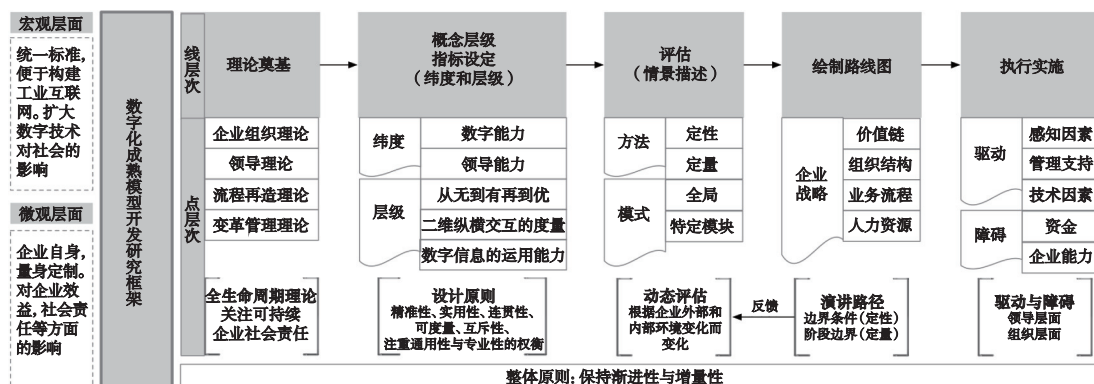 宏观层面
统一标准,
便于构建
工业互联
网。扩大
数字技术
对社会的
影响
微观层面
企业自身,
量身定制。
对企业效
益,社会责
任等方面
的影响
数字化成熟模型开发研究框架
线层次
点层次
理论奠基
企业组织理论
领导理论
流程再造理论
变革管理理论
全生命周期理论
关注可持续
企业社会责任
概念层级
指标设定
(纬度和层级)
纬度
数字能力
领导能力
层级
从无到有再到优
二维纵横交互的度量
数字信息的运用能力
设计原则
精准性、实用性、连贯性、
可度量、互斥性、
注重通用性与专业性的权衡
评估
(情景描述)
方法
定性
定量
模式
全局
特定模块
动态评估
根据企业外部和
内部环境变化而
变化
反馈
绘制路线图
企业
战略
价值链
组织结构
业务流程
人力资源
演讲路径
边界条件(定性)
阶段边界(定量)
执行实施
驱动
感知因素
管理支持
技术因素
障碍
资金
企业能力
驱动与障碍
领导层面
组织层面
整体原则:保持渐进性与增量性